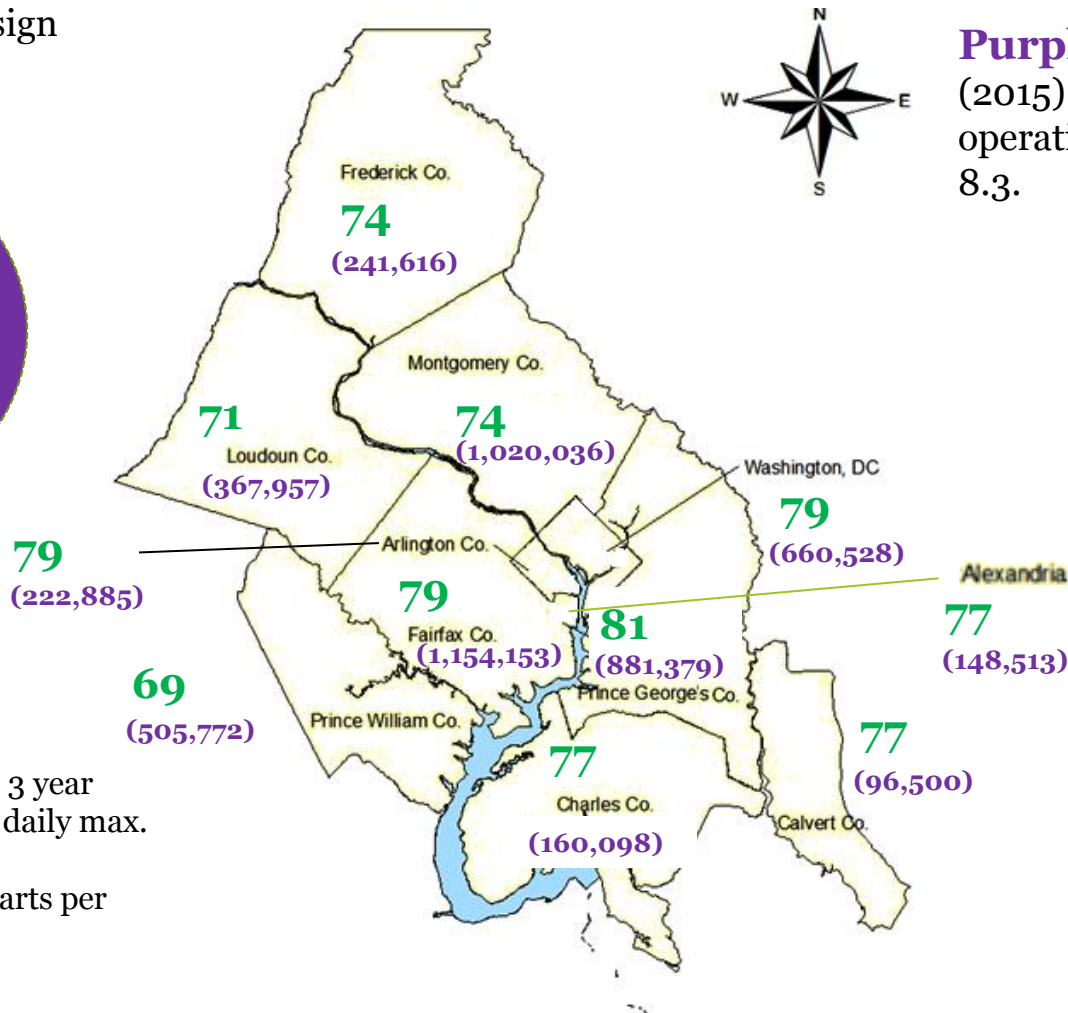 sign
N
W
E
S
Purpl
(2015)
operati
8.3.
Frederick Co.
74
(241,616)
Montgomery Co.
74
(1,020,036)
71
Loudoun Co.
(367,957)
Washington, DC
79
(660,528)
Arlington Co.
79
(222,885)
79
Fairfax Co.
(1,154,153)
Alexandria
77
(148,513)
81
(881,379)
Prince George's Co.
69
(505,772)
Prince William Co.
77
Charles Co.
(160,098)
77
(96,500)
Calvert Co.
3 year
daily max.
arts per